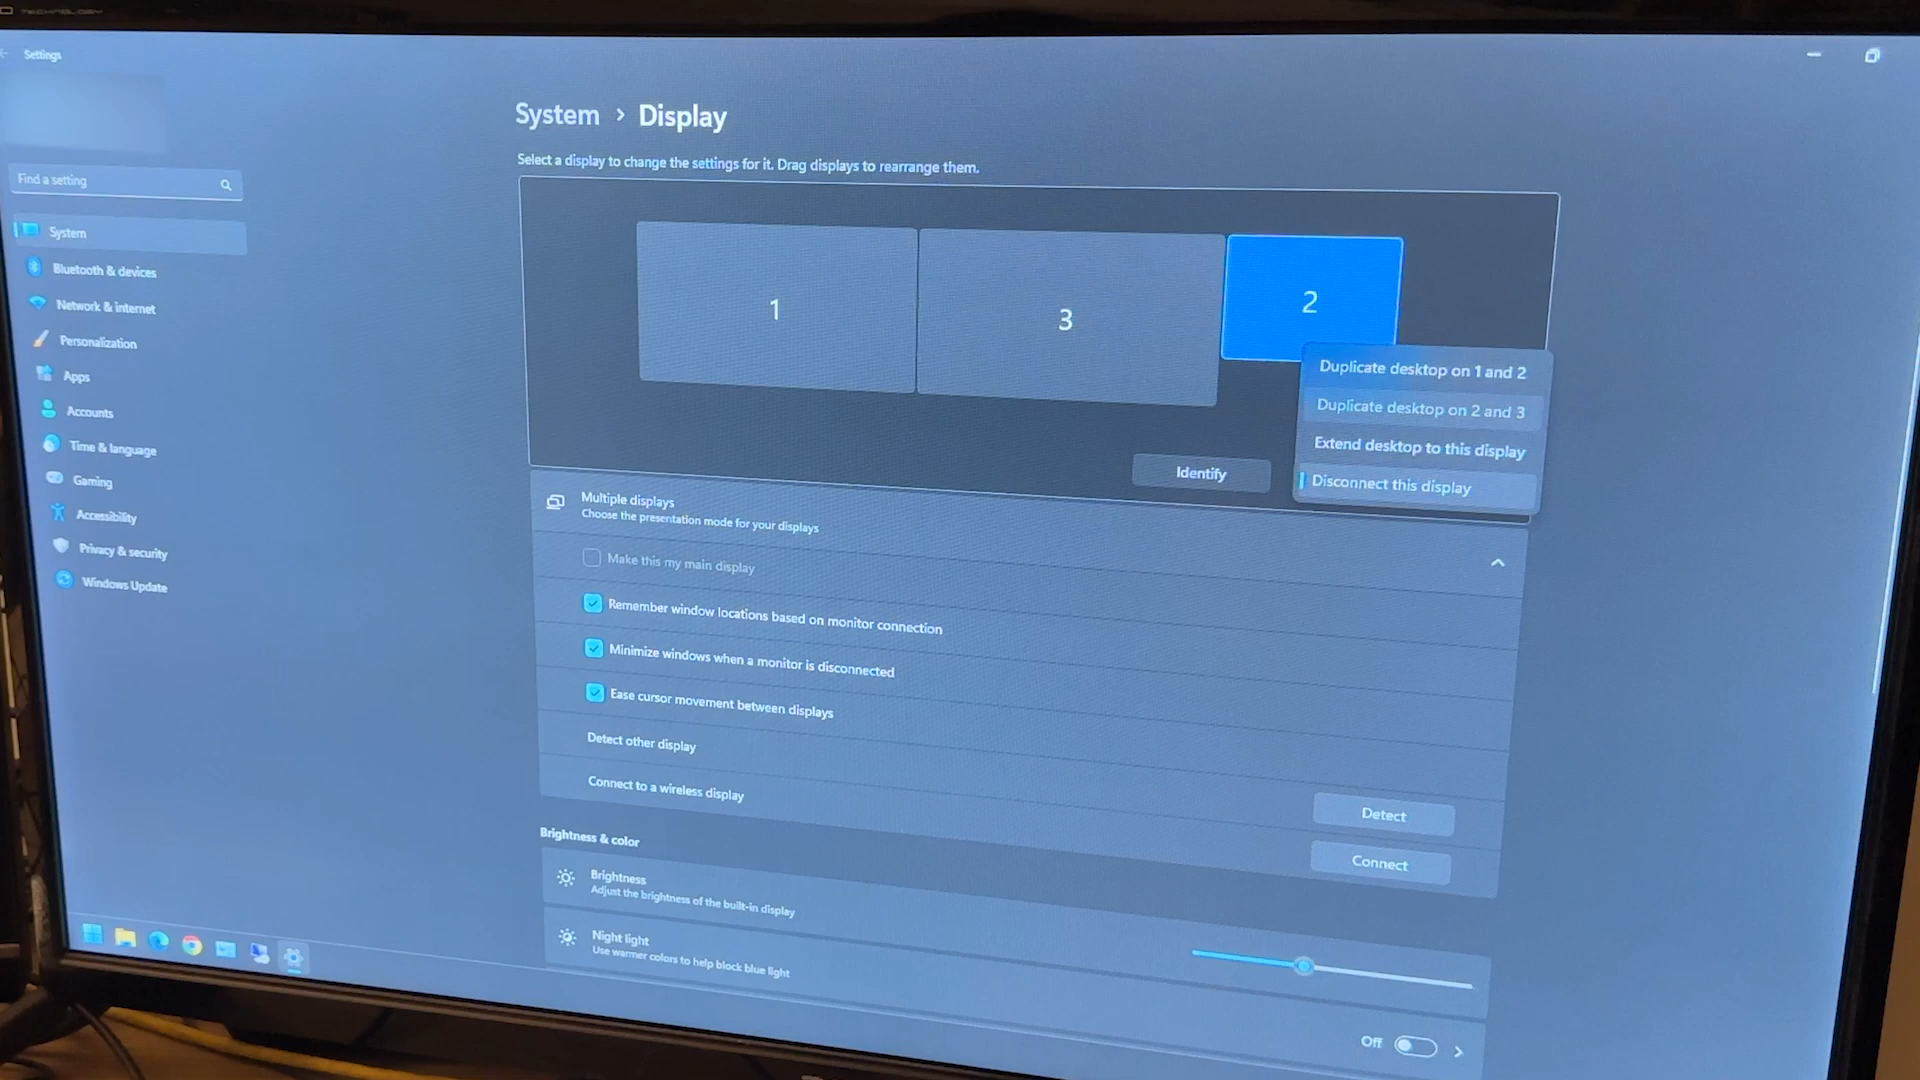 TECHNOLOGY
Settings
System > Display
Select a display to change the settings for it. Drag displays to rearrange them.
Find a setting
System
Bluetooth & devices
Network & internet
Personalization
Apps
Accounts
Time & language
Gaming
Accessibility
Privacy & security
Windows Update
1
3
2
Duplicate desktop on 1 and 2
Duplicate desktop on 2 and 3
Extend desktop to this display
Disconnect this display
Identify
Multiple displays
Choose the presentation mode for your displays
Make this my main display
Remember window locations based on monitor connection
Minimize windows when a monitor is disconnected
Ease cursor movement between displays
Detect other display
Detect
Connect to a wireless display
Connect
Brightness & color
Brightness
Adjust the brightness of the built-in display
Night light
Use warmer colors to help block blue light
Off